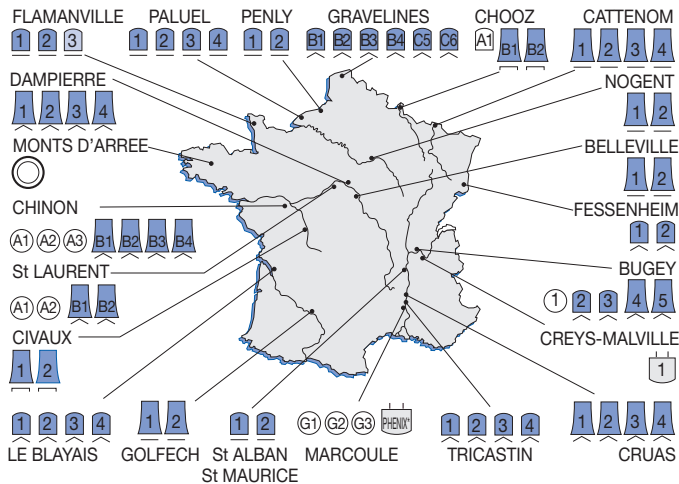 FLAMANVILLE PALUEL PENLY GRAVELINES CHOOZ CATTENOM
1 2 3 1 2 3 4 1 2 B1 B2 B3 B4 C5 C6 A1 B1 B2 1 2 3 4
DAMPIERRE NOGENT
1 2 3 4 1 2
MONTS D'ARREE BELLEVILLE
1 2
CHINON FESSENHEIM
A1 A2 A3 B1 B2 B3 B4 1 2
St LAURENT BUGEY
A1 A2 B1 B2 1 2 3 4 5
CIVAUX CREYS-MALVILLE
1 2 1
1 2 3 4 1 2 1 2 G1 G2 G3 PHENIX* 1 2 3 4 1 2 3 4
LE BLAYAIS GOLFECH St ALBAN MARCOULE TRICASTIN CRUAS
St MAURICE